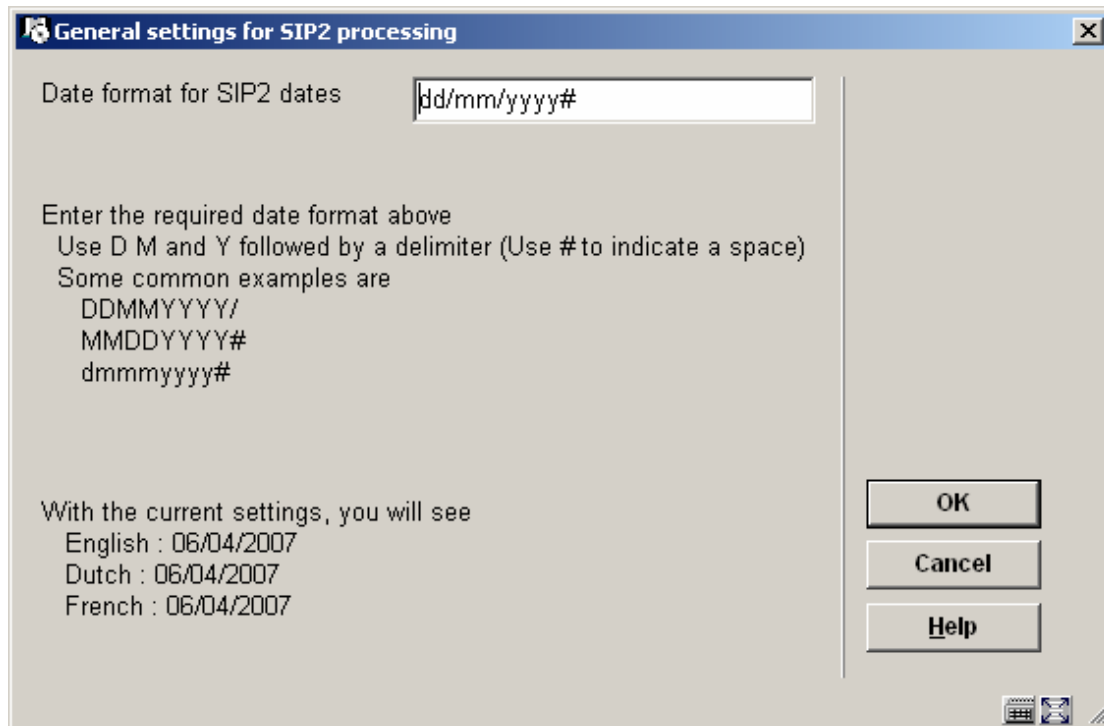 General settings for SIP2 processing
Date format for SIP2 dates
dd/mm/yyyy#
Enter the required date format above
Use D M and Y followed by a delimiter (Use # to indicate a space)
Some common examples are
DDMMYYYY/
MMDDYYYY#
dmmmyyyy#
With the current settings, you will see
English : 06/04/2007
Dutch : 06/04/2007
French : 06/04/2007
OK
Cancel
Help